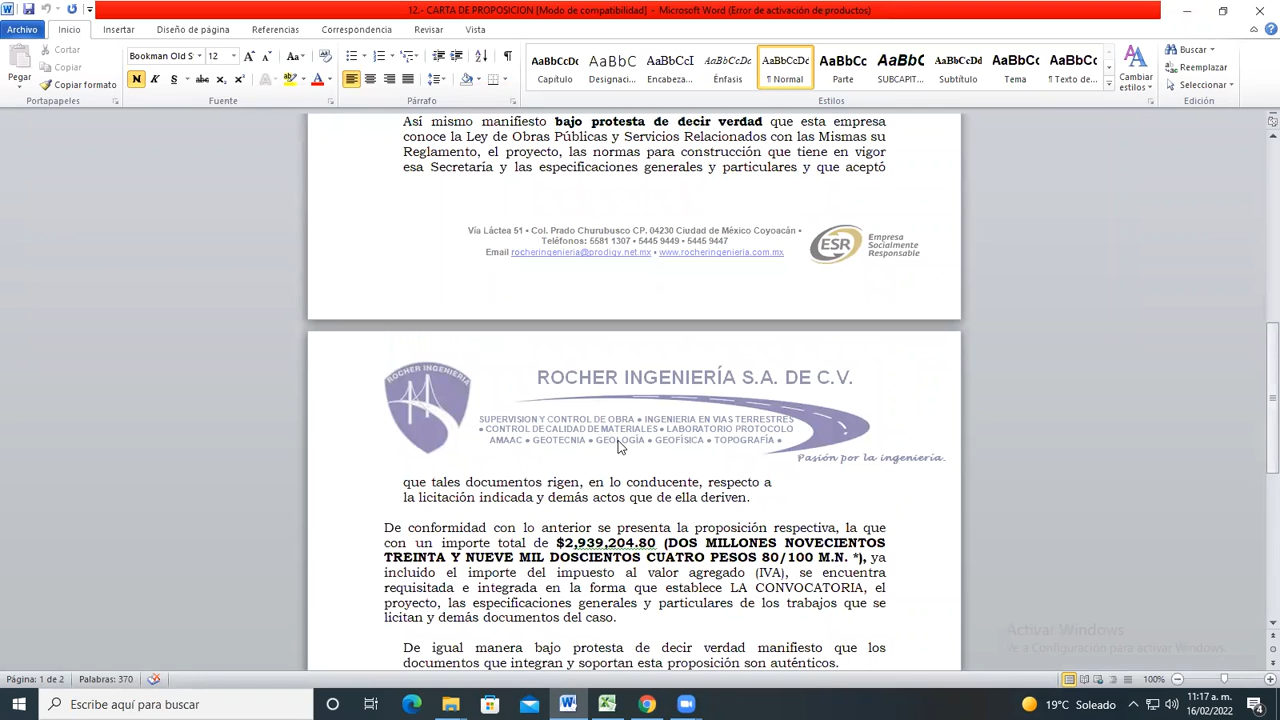 12.- CARTA DE PROPOSICION [Modo de compatibilidad] - Microsoft Word (Error de activación de productos)
Archivo Inicio Insertar Diseño de página Referencias Correspondencia Revisar Vista
Pegar
Cortar
Copiar
Copiar formato
Portapapeles
Bookman Old S 12
N K S abc x₂ x²
Fuente
Párrafo
AaBbCcDc AaBbC AaBbCc AaBbCcDc AaBbCcDc AaBbCc AaBbC AaBbCcDd AaBbCc AaBbCc
Capítulo Designaci... Encabeza... Énfasis ¶ Normal Parte SUBCAPIT... Subtítulo Tema ¶ Texto de...
Estilos
Cambiar estilos
Buscar
Reemplazar
Seleccionar
Edición
Así mismo manifiesto bajo protesta de decir verdad que esta empresa
conoce la Ley de Obras Públicas y Servicios Relacionados con las Mismas su
Reglamento, el proyecto, las normas para construcción que tiene en vigor
esa Secretaría y las especificaciones generales y particulares y que aceptó
Vía Láctea 51 • Col. Prado Churubusco CP. 04230 Ciudad de México Coyoacán •
Teléfonos: 5581 1307 • 5445 9449 • 5445 9447
Email rocheringenieria@prodigy.net.mx • www.rocheringenieria.com.mx
ESR
Empresa
Socialmente
Responsable
ROCHER INGENIERÍA
ROCHER INGENIERÍA S.A. DE C.V.
SUPERVISION Y CONTROL DE OBRA ● INGENIERIA EN VIAS TERRESTRES
● CONTROL DE CALIDAD DE MATERIALES ● LABORATORIO PROTOCOLO
AMAAC ● GEOTECNIA ● GEOLOGÍA ● GEOFÍSICA ● TOPOGRAFÍA ●
Pasión por la ingeniería.
que tales documentos rigen, en lo conducente, respecto a
la licitación indicada y demás actos que de ella deriven.
De conformidad con lo anterior se presenta la proposición respectiva, la que
con un importe total de $2,939,204.80 (DOS MILLONES NOVECIENTOS
TREINTA Y NUEVE MIL DOSCIENTOS CUATRO PESOS 80/100 M.N. *), ya
incluido el importe del impuesto al valor agregado (IVA), se encuentra
requisitada e integrada en la forma que establece LA CONVOCATORIA, el
proyecto, las especificaciones generales y particulares de los trabajos que se
licitan y demás documentos del caso.
De igual manera bajo protesta de decir verdad manifiesto que los
documentos que integran y soportan esta proposición son auténticos.
Activar Windows
Ve a Configuración para activar Windows.
Página: 1 de 2 Palabras: 370
100%
Escribe aquí para buscar
19°C Soleado
11:17 a. m.
16/02/2022
4